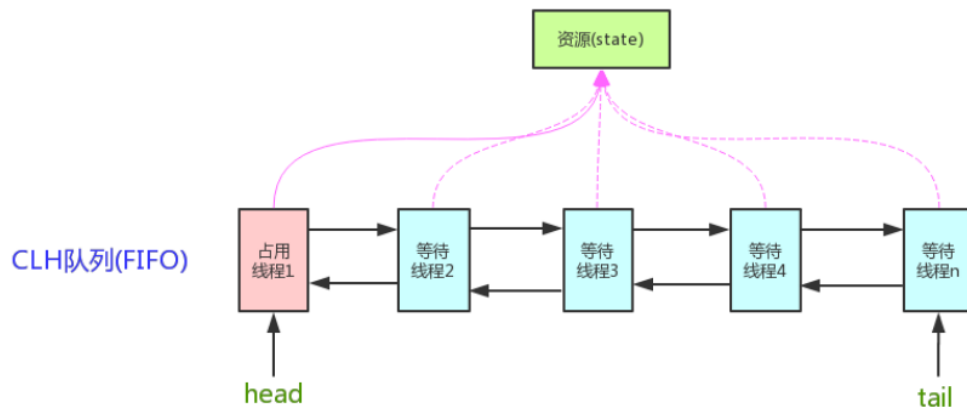 资源(state)
CLH队列(FIFO)
占用
线程1
等待
线程2
等待
线程3
等待
线程4
等待
线程n
head
tail